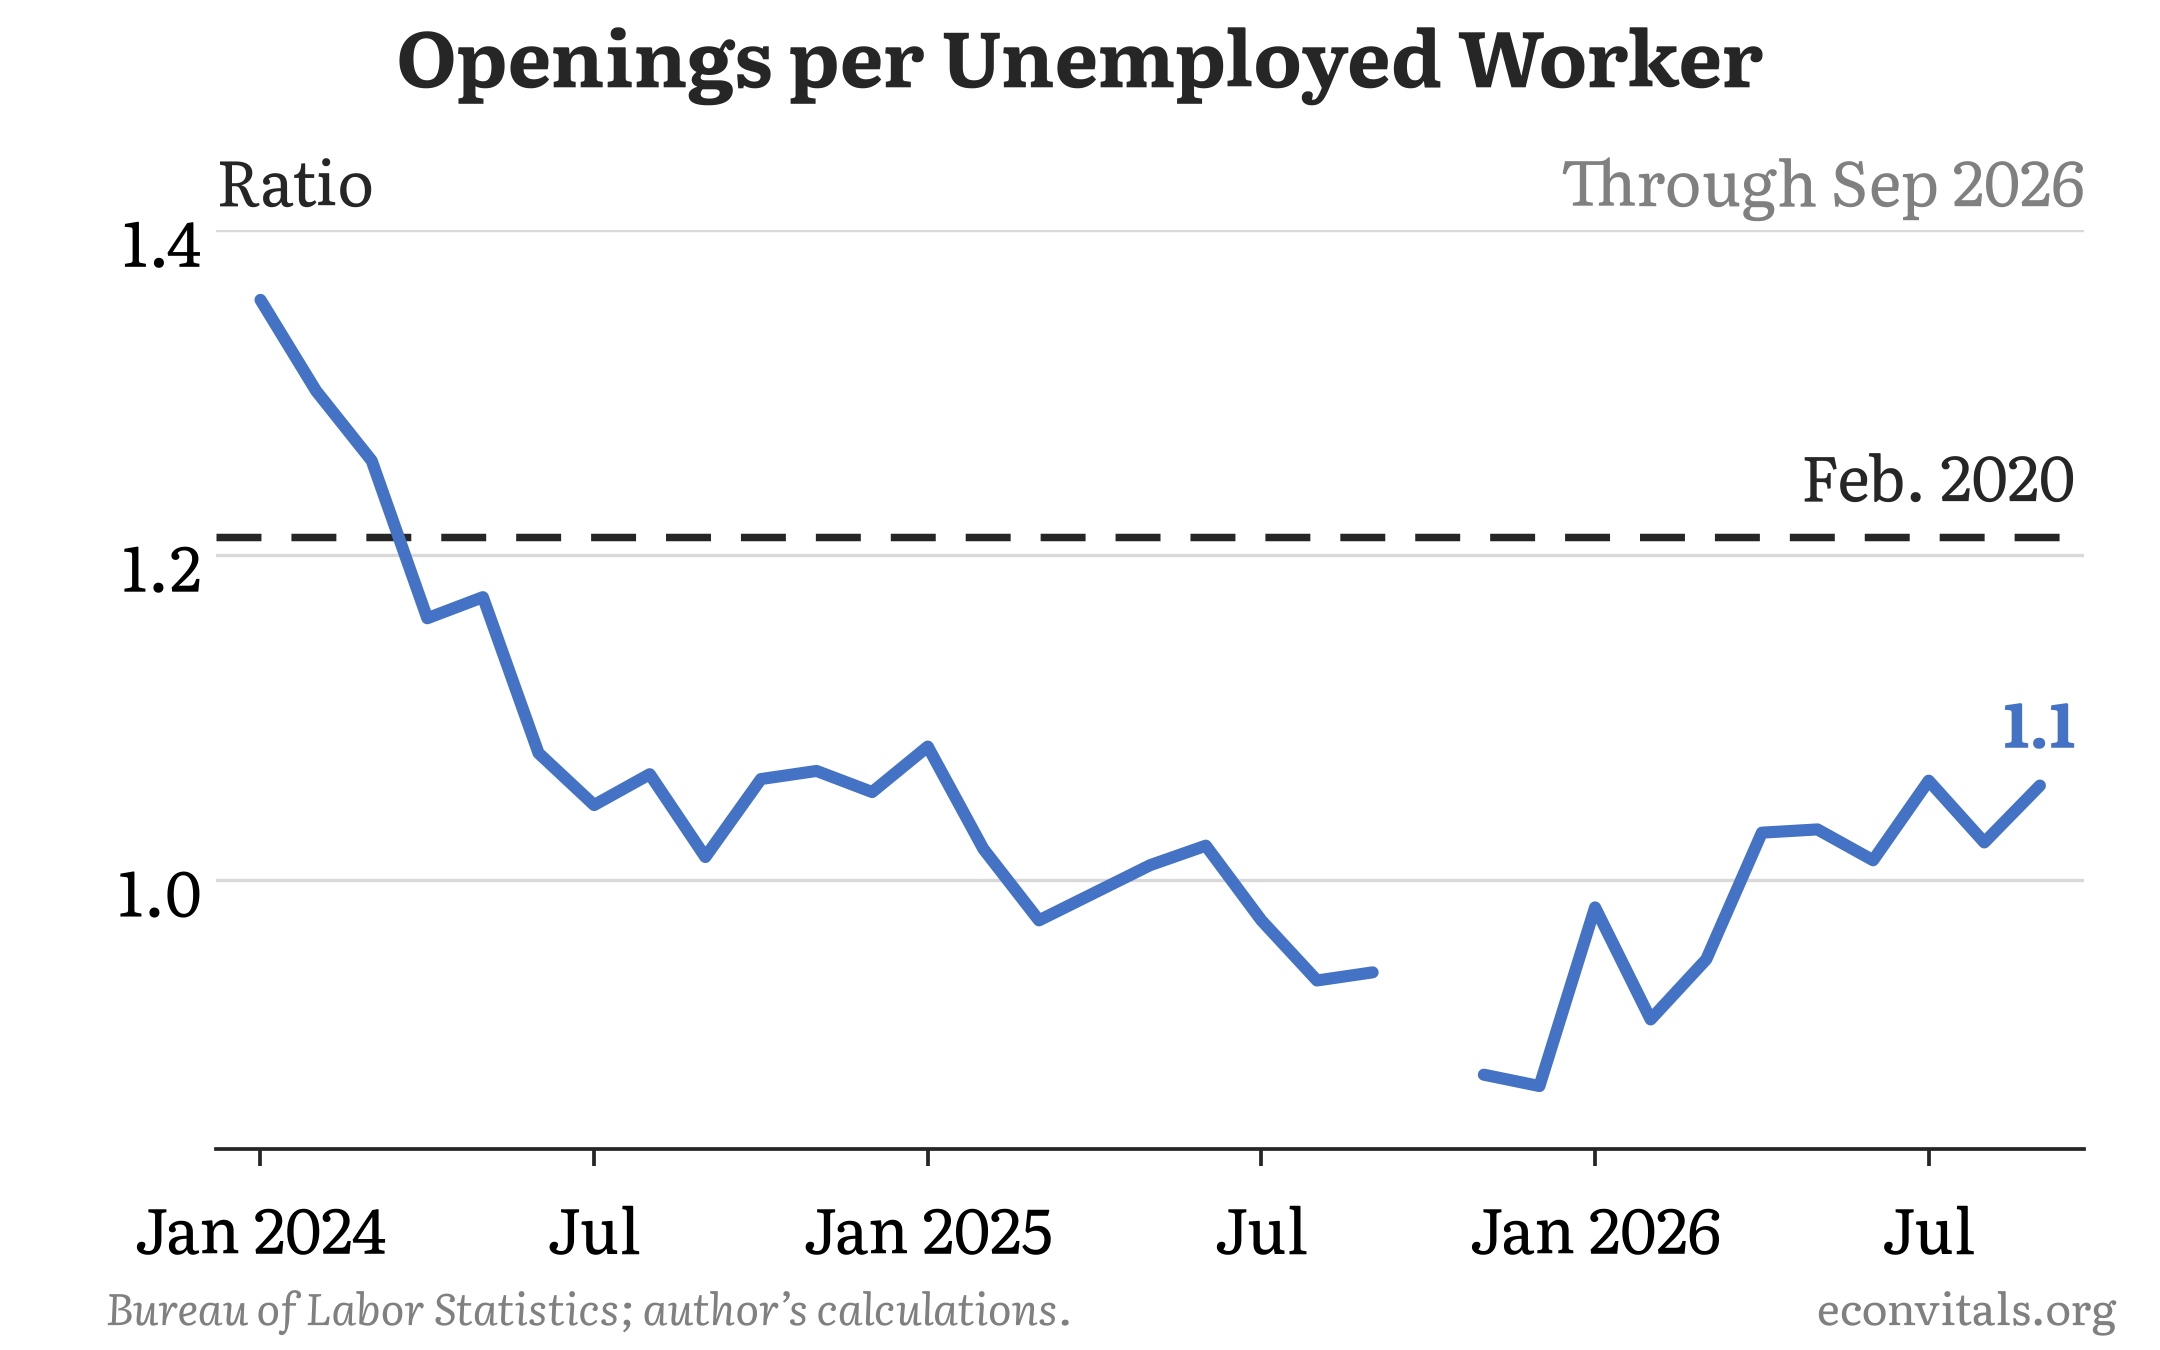 Openings per Unemployed Worker
Ratio
Through Sep 2026
1.4
Feb. 2020
1.2
1.1
1.0
Jan 2024
Jul
Jan 2025
Jul
Jan 2026
Jul
Bureau of Labor Statistics; author’s calculations.
econvitals.org